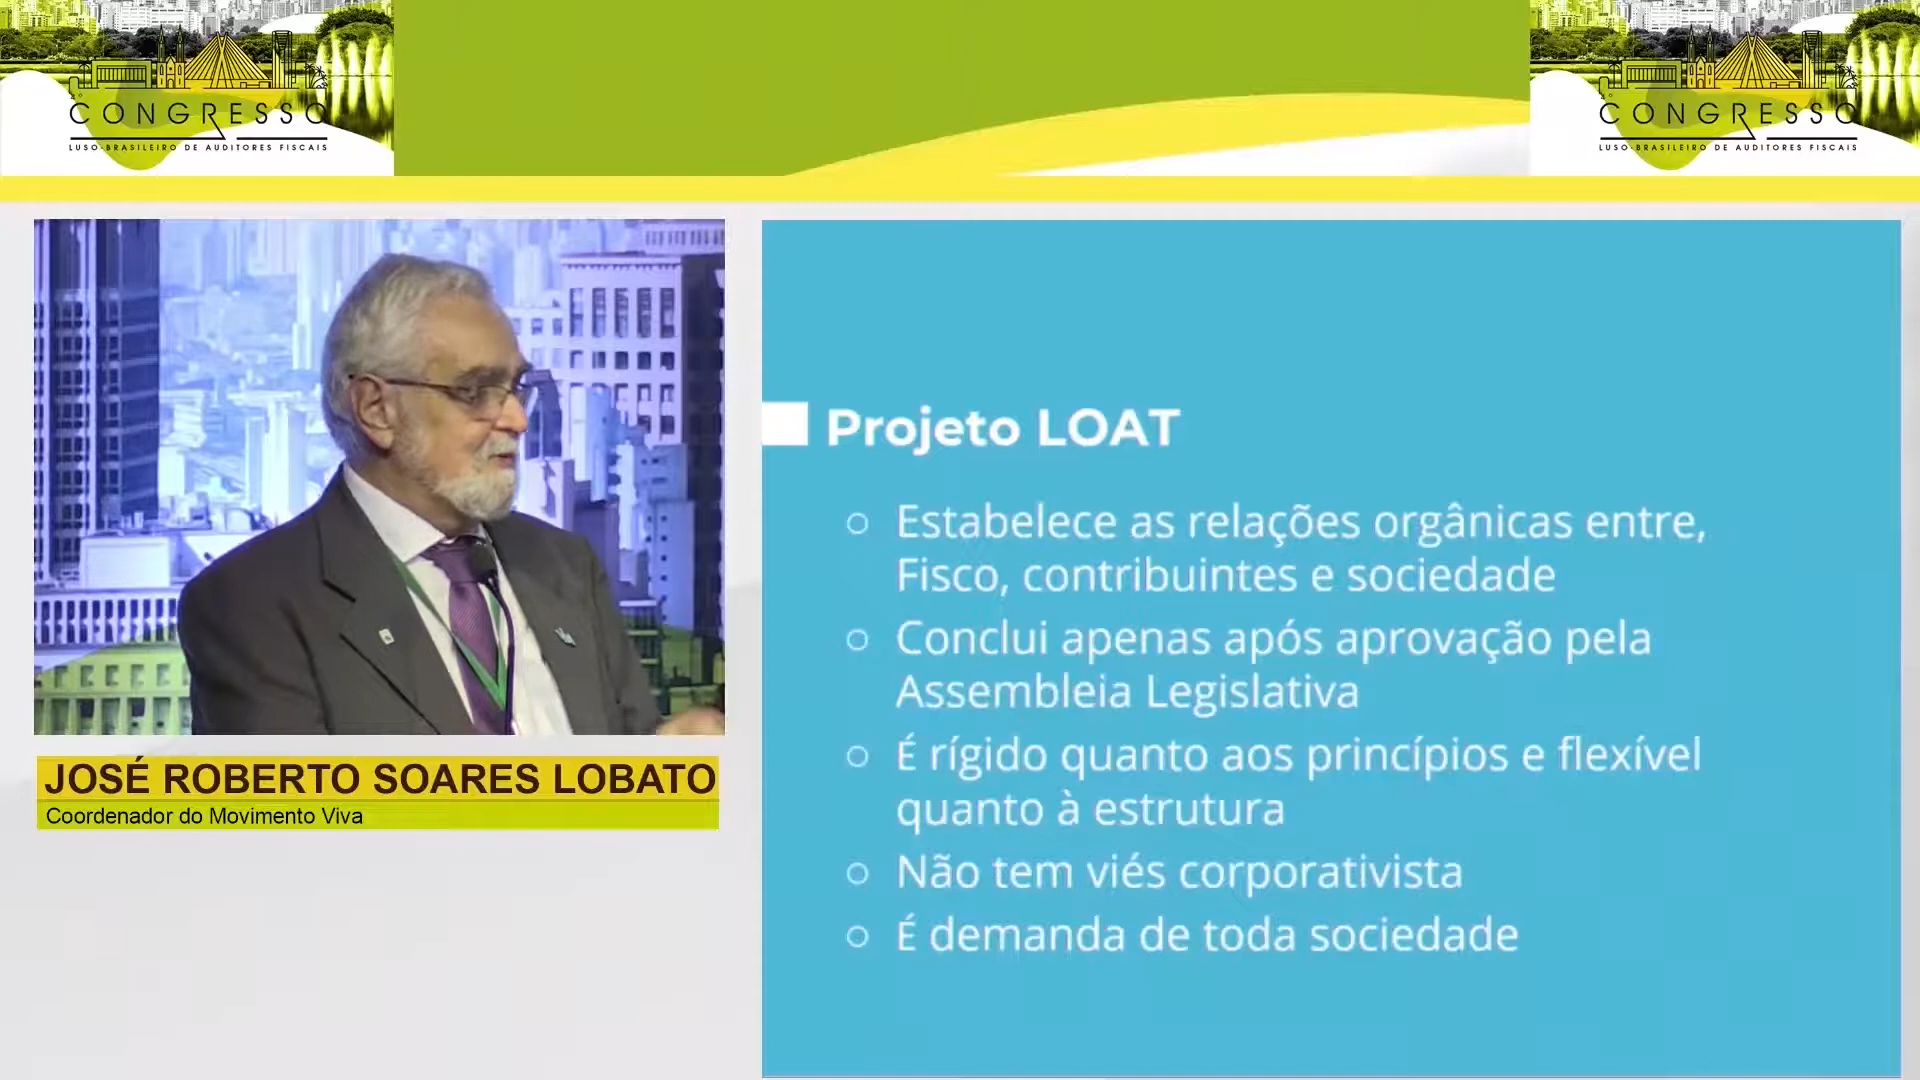 CONGRESSO
LUSO-BRASILEIRO DE AUDITORES FISCAIS
CONGRESSO
LUSO-BRASILEIRO DE AUDITORES FISCAIS
JOSÉ ROBERTO SOARES LOBATO
Coordenador do Movimento Viva
Projeto LOAT
Estabelece as relações orgânicas entre,
Fisco, contribuintes e sociedade
Conclui apenas após aprovação pela
Assembleia Legislativa
É rígido quanto aos princípios e flexível
quanto à estrutura
Não tem viés corporativista
É demanda de toda sociedade